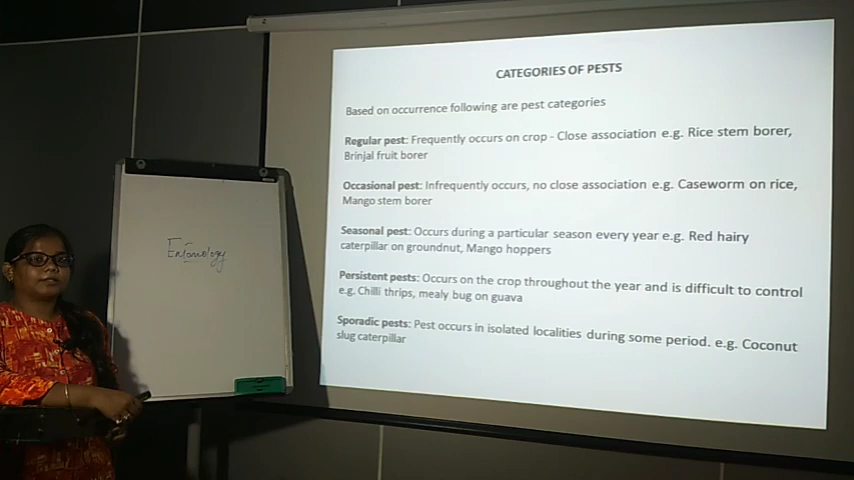 CATEGORIES OF PESTS
Based on occurrence following are pest categories
Regular pest: Frequently occurs on crop - Close association e.g. Rice stem borer,
Brinjal fruit borer
Occasional pest: Infrequently occurs, no close association e.g. Caseworm on rice,
Mango stem borer
Seasonal pest: Occurs during a particular season every year e.g. Red hairy
caterpillar on groundnut, Mango hoppers
Persistent pests: Occurs on the crop throughout the year and is difficult to control
e.g. Chilli thrips, mealy bug on guava
Sporadic pests: Pest occurs in isolated localities during some period. e.g. Coconut
slug caterpillar
Entomology